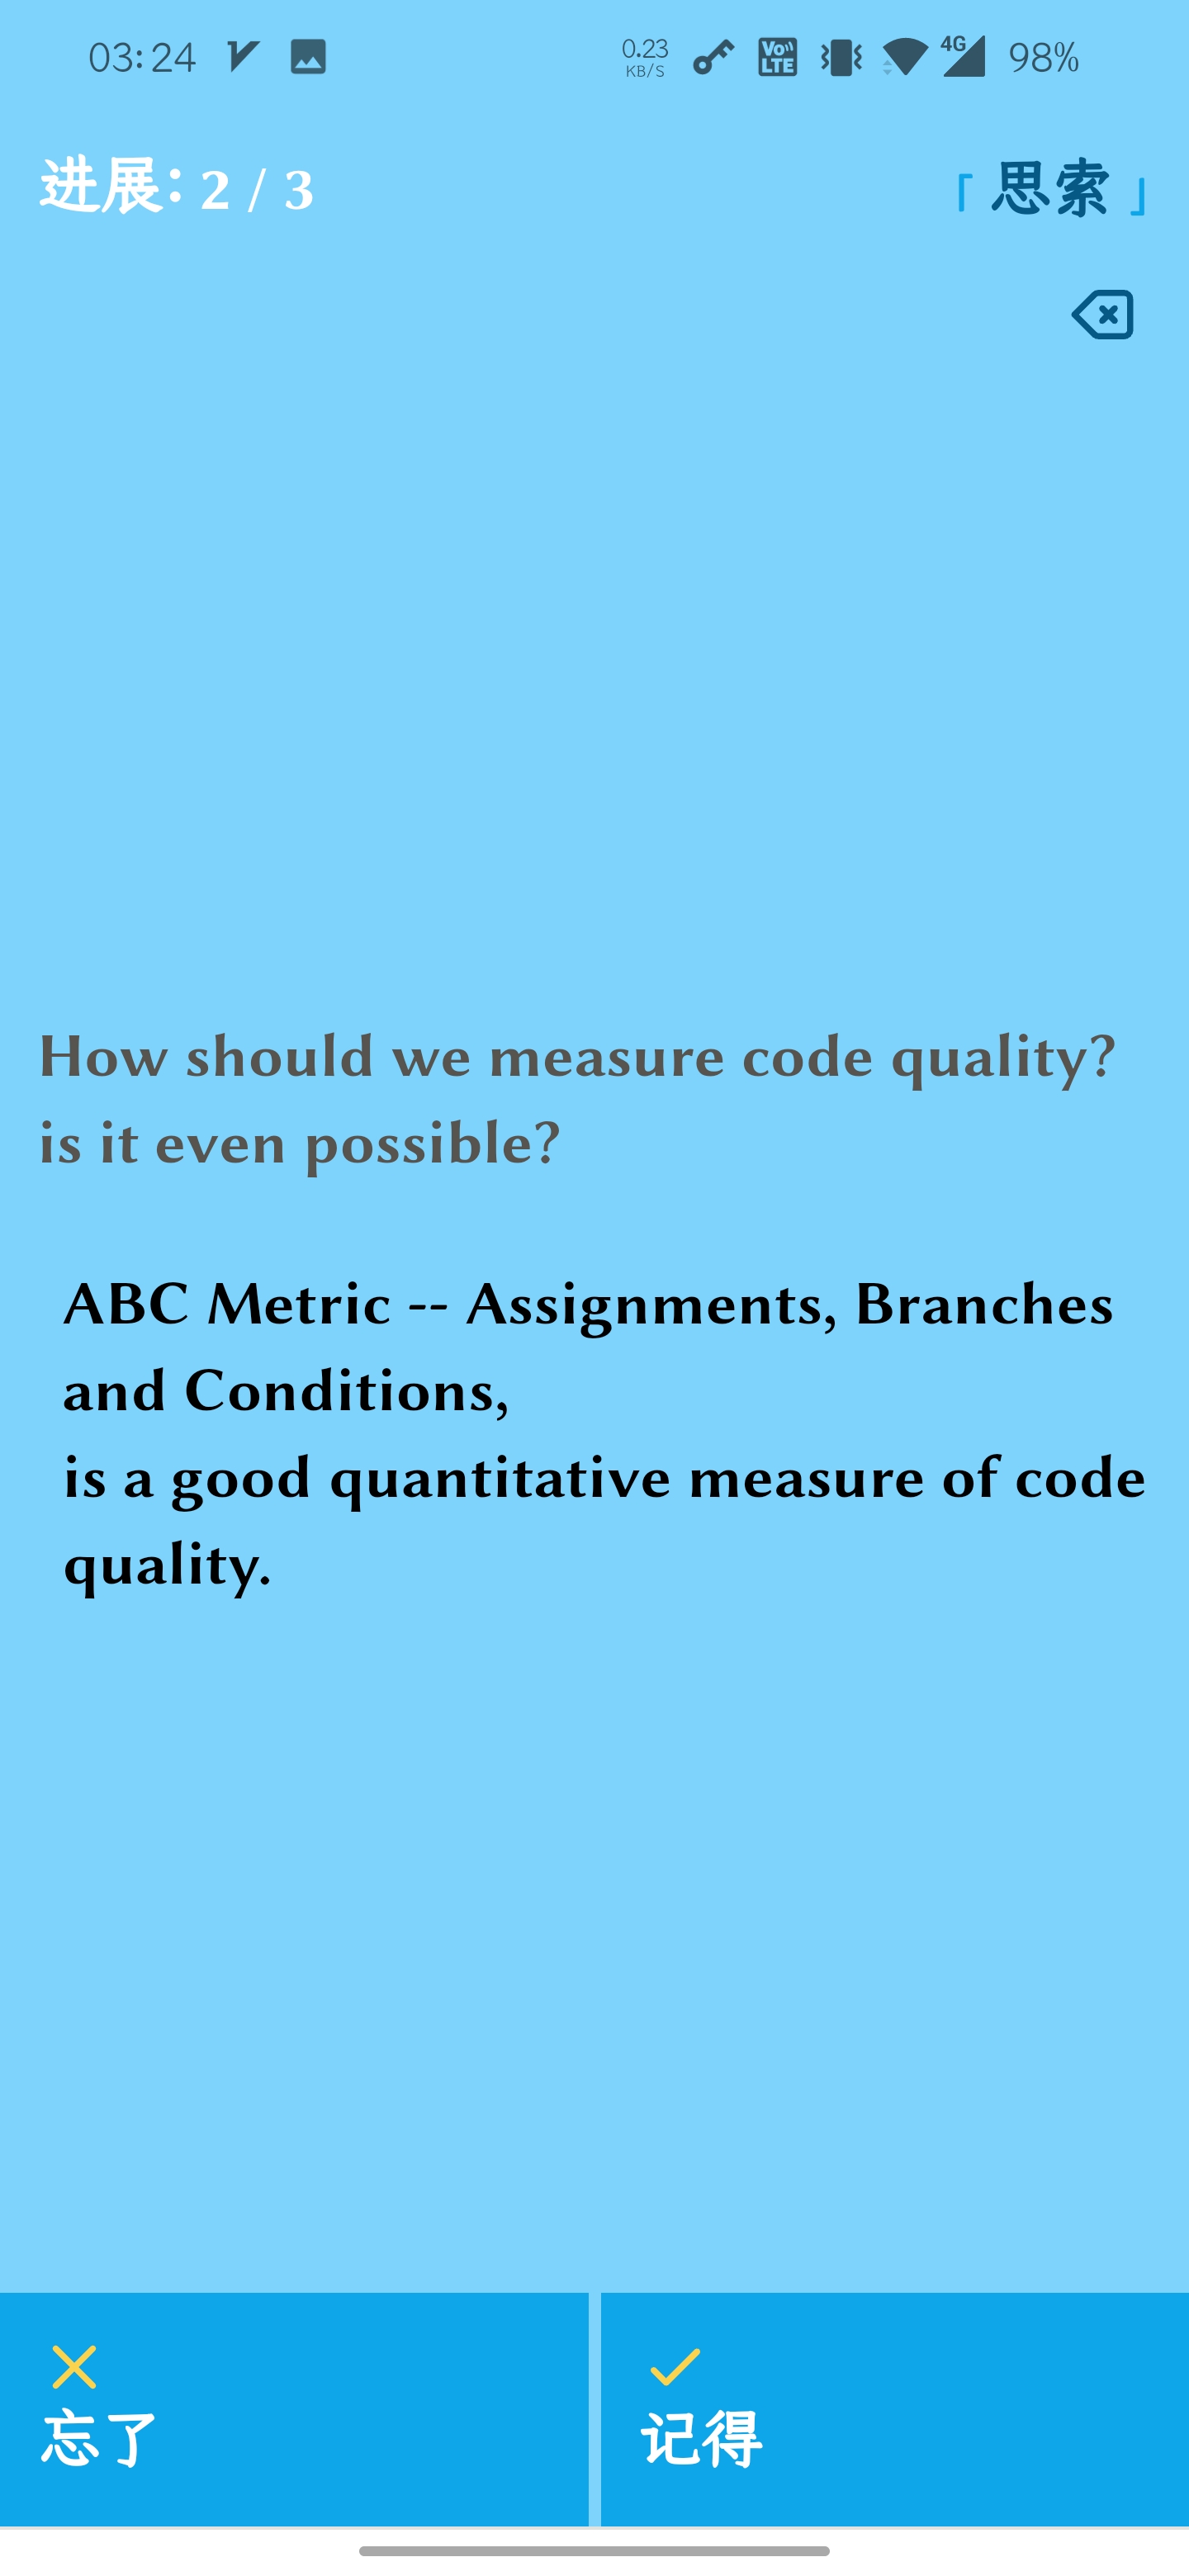 03:24
0.23
KB/S
Vo))
LTE
4G
98%
进展: 2 / 3
「 思索 」
How should we measure code quality?
is it even possible?
ABC Metric -- Assignments, Branches
and Conditions,
is a good quantitative measure of code
quality.
忘了
记得